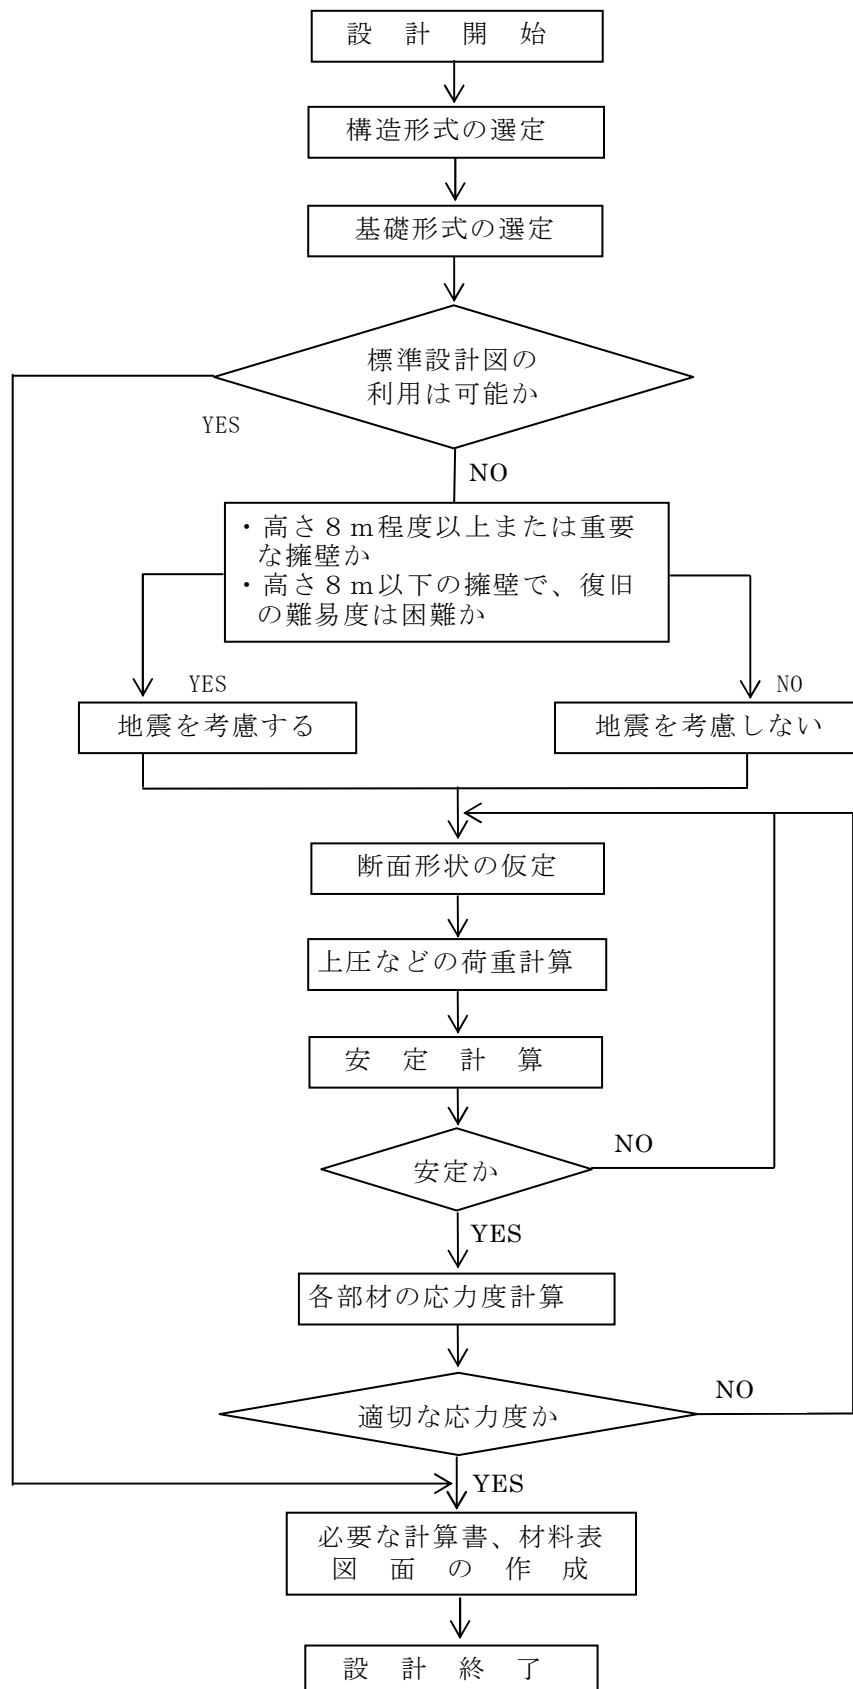 設計開始
構造形式の選定
基礎形式の選定
標準設計図の
利用は可能か
YES
NO
・高さ８ｍ程度以上または重要
な擁壁か
・高さ８ｍ以下の擁壁で、復旧
の難易度は困難か
YES
NO
地震を考慮する
地震を考慮しない
断面形状の仮定
上圧などの荷重計算
安定計算
安定か
NO
YES
各部材の応力度計算
適切な応力度か
NO
YES
必要な計算書、材料表
図面の作成
設計終了